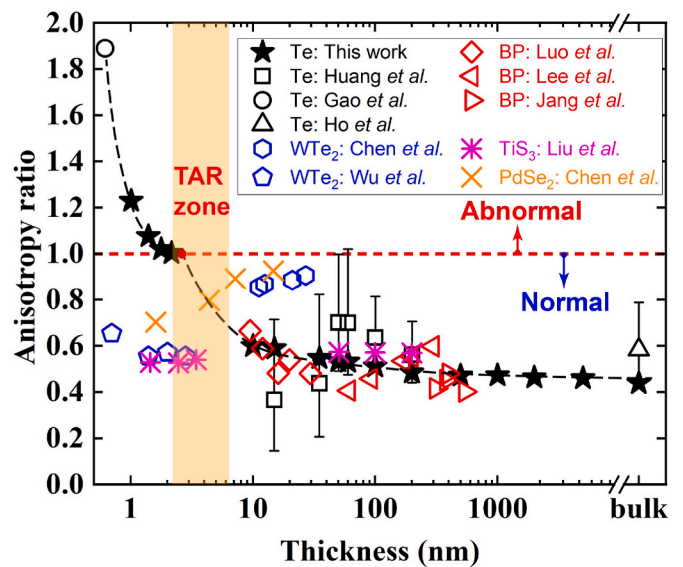 2.0
1.8
1.6
1.4
1.2
1.0
0.8
0.6
0.4
0.2
0.0
Anisotropy ratio
Te: This work
Te: Huang et al.
Te: Gao et al.
Te: Ho et al.
WTe₂: Chen et al.
WTe₂: Wu et al.
BP: Luo et al.
BP: Lee et al.
BP: Jang et al.
TiS₃: Liu et al.
PdSe₂: Chen et al.
TAR
zone
Abnormal
Normal
1
10
100
1000
bulk
Thickness (nm)